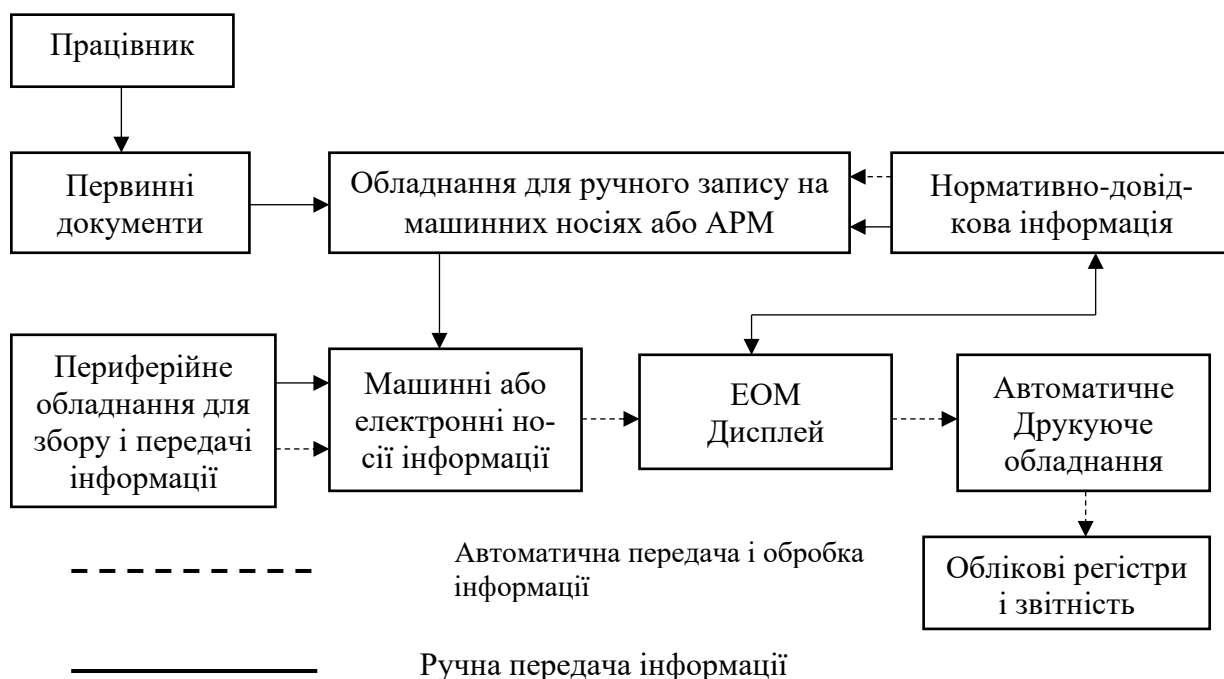 Працівник
Первинні
документи
Обладнання для ручного запису на
машинних носіях або АРМ
Нормативно-довід-
кова інформація
Периферійне
обладнання для
збору і передачі
інформації
Машинні або
електронні но-
сії інформації
ЕОМ
Дисплей
Автоматичне
Друкуюче
обладнання
Автоматична передача і обробка
інформації
Облікові регістри
і звітність
Ручна передача інформації